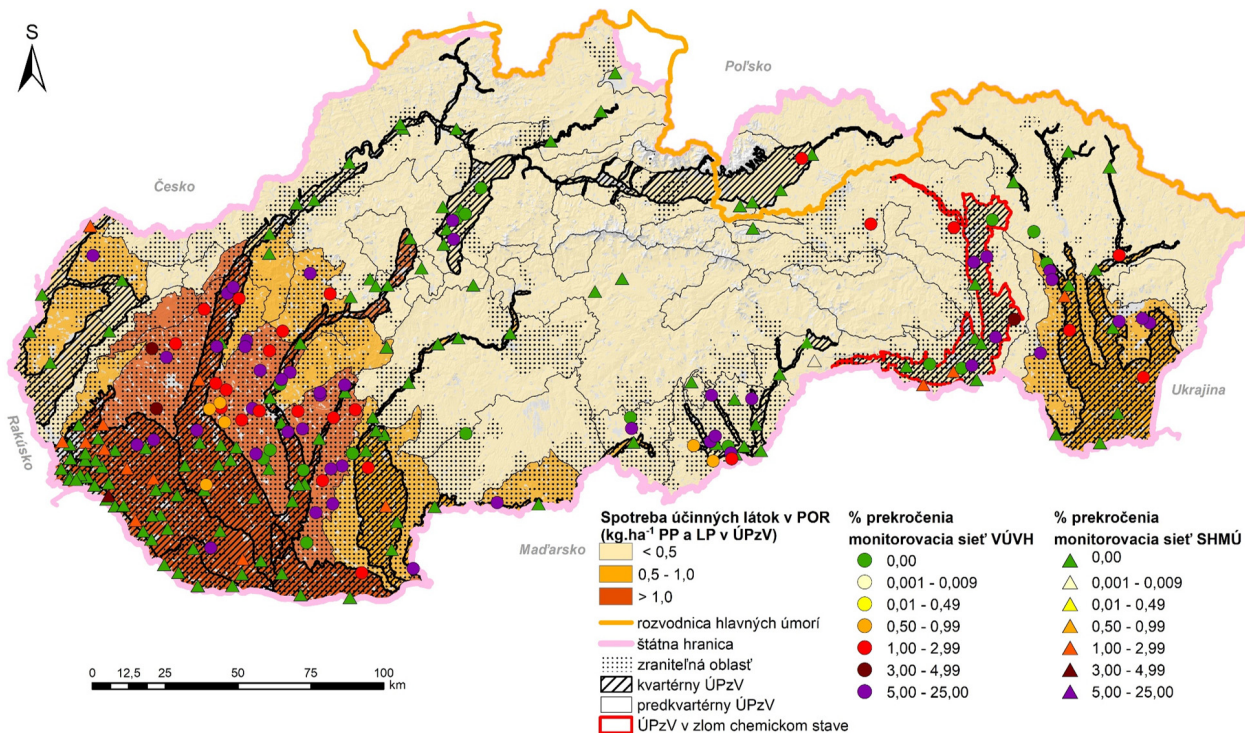 S
Poľsko
Česko
Rakúsko
Ukrajina
Maďarsko
Spotreba účinných látok v POR
(kg.ha⁻¹ PP a LP v ÚPzV)
< 0,5
0,5 - 1,0
> 1,0
rozvodnica hlavných úmorí
štátna hranica
zraniteľná oblasť
kvartérny ÚPzV
predkvartérny ÚPzV
ÚPzV v zlom chemickom stave
% prekročenia
monitorovacia sieť VÚVH
0,00
0,001 - 0,009
0,01 - 0,49
0,50 - 0,99
1,00 - 2,99
3,00 - 4,99
5,00 - 25,00
% prekročenia
monitorovacia sieť SHMÚ
0,00
0,001 - 0,009
0,01 - 0,49
0,50 - 0,99
1,00 - 2,99
3,00 - 4,99
5,00 - 25,00
0 12,5 25 50 75 100
km